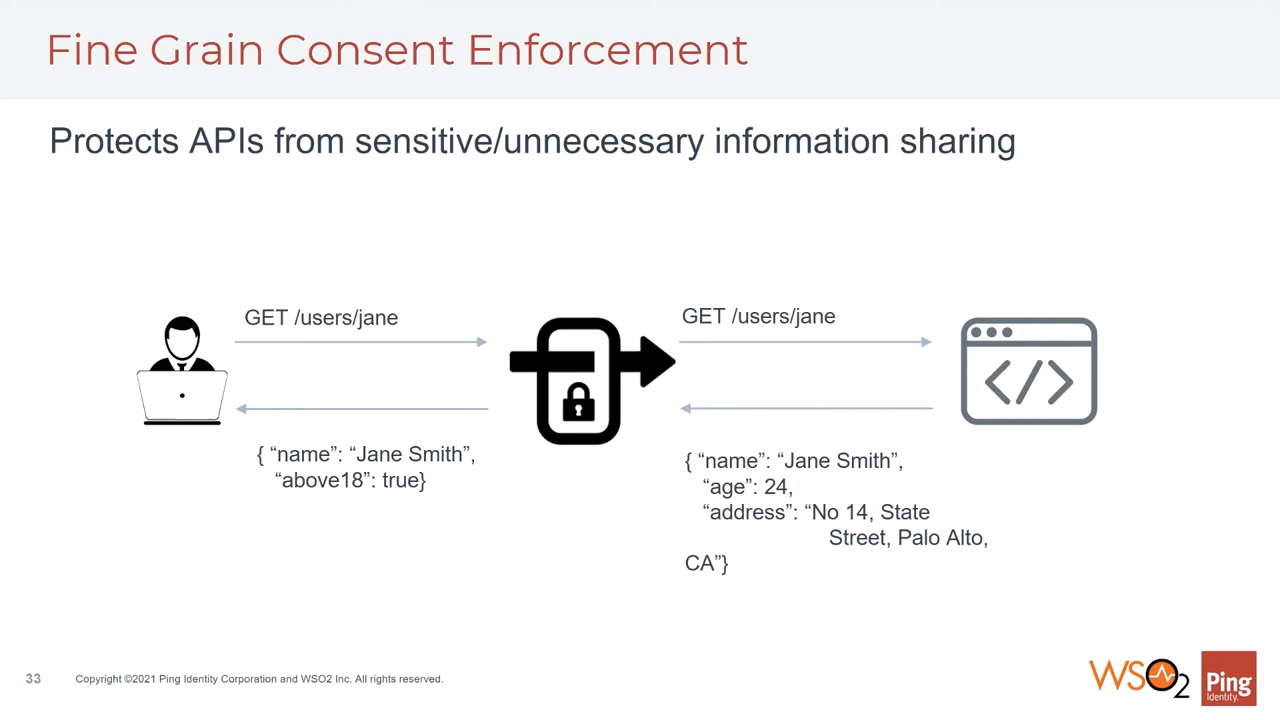 Fine Grain Consent Enforcement
Protects APIs from sensitive/unnecessary information sharing
GET /users/jane
GET /users/jane
</>
{ “name”: “Jane Smith”,
“above18”: true}
{ “name”: “Jane Smith”,
“age”: 24,
“address”: “No 14, State
Street, Palo Alto,
CA”}
33
Copyright ©2021 Ping Identity Corporation and WSO2 Inc. All rights reserved.
WSO2
Ping
Identity.